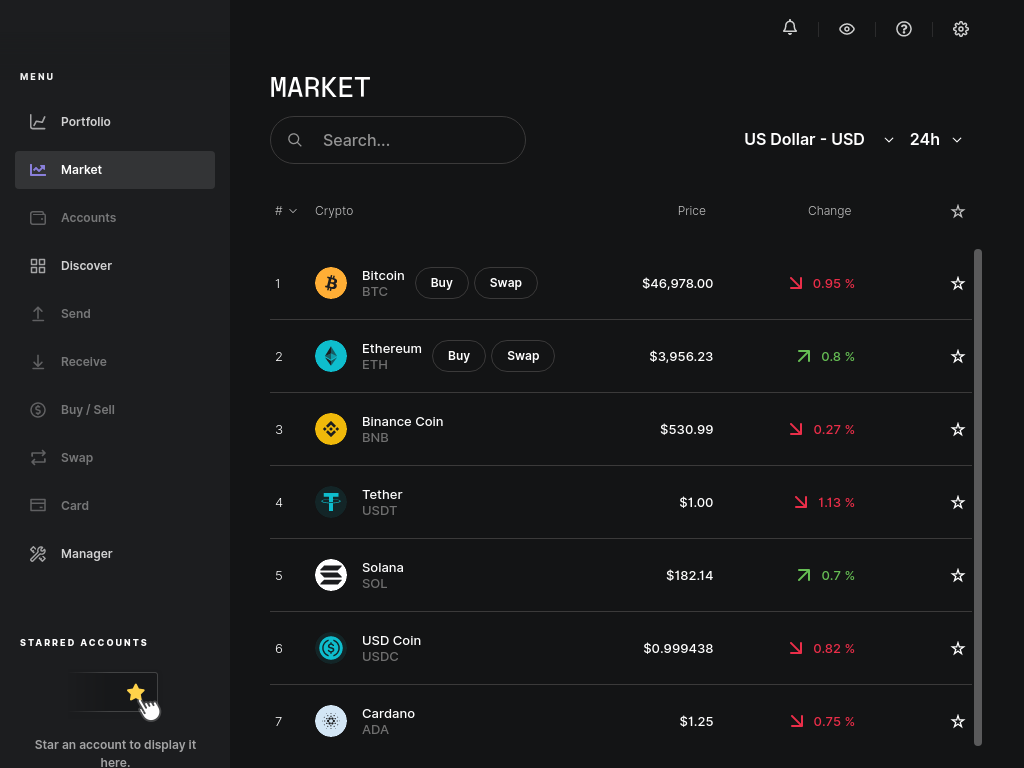 MENU
Portfolio
Market
Accounts
Discover
Send
Receive
Buy / Sell
Swap
Card
Manager
STARRED ACCOUNTS
Star an account to display it
here.
MARKET
Search...
US Dollar - USD 24h
# Crypto Price Change
1 Bitcoin BTC Buy Swap $46,978.00 0.95 %
2 Ethereum ETH Buy Swap $3,956.23 0.8 %
3 Binance Coin BNB $530.99 0.27 %
4 Tether USDT $1.00 1.13 %
5 Solana SOL $182.14 0.7 %
6 USD Coin USDC $0.999438 0.82 %
7 Cardano ADA $1.25 0.75 %